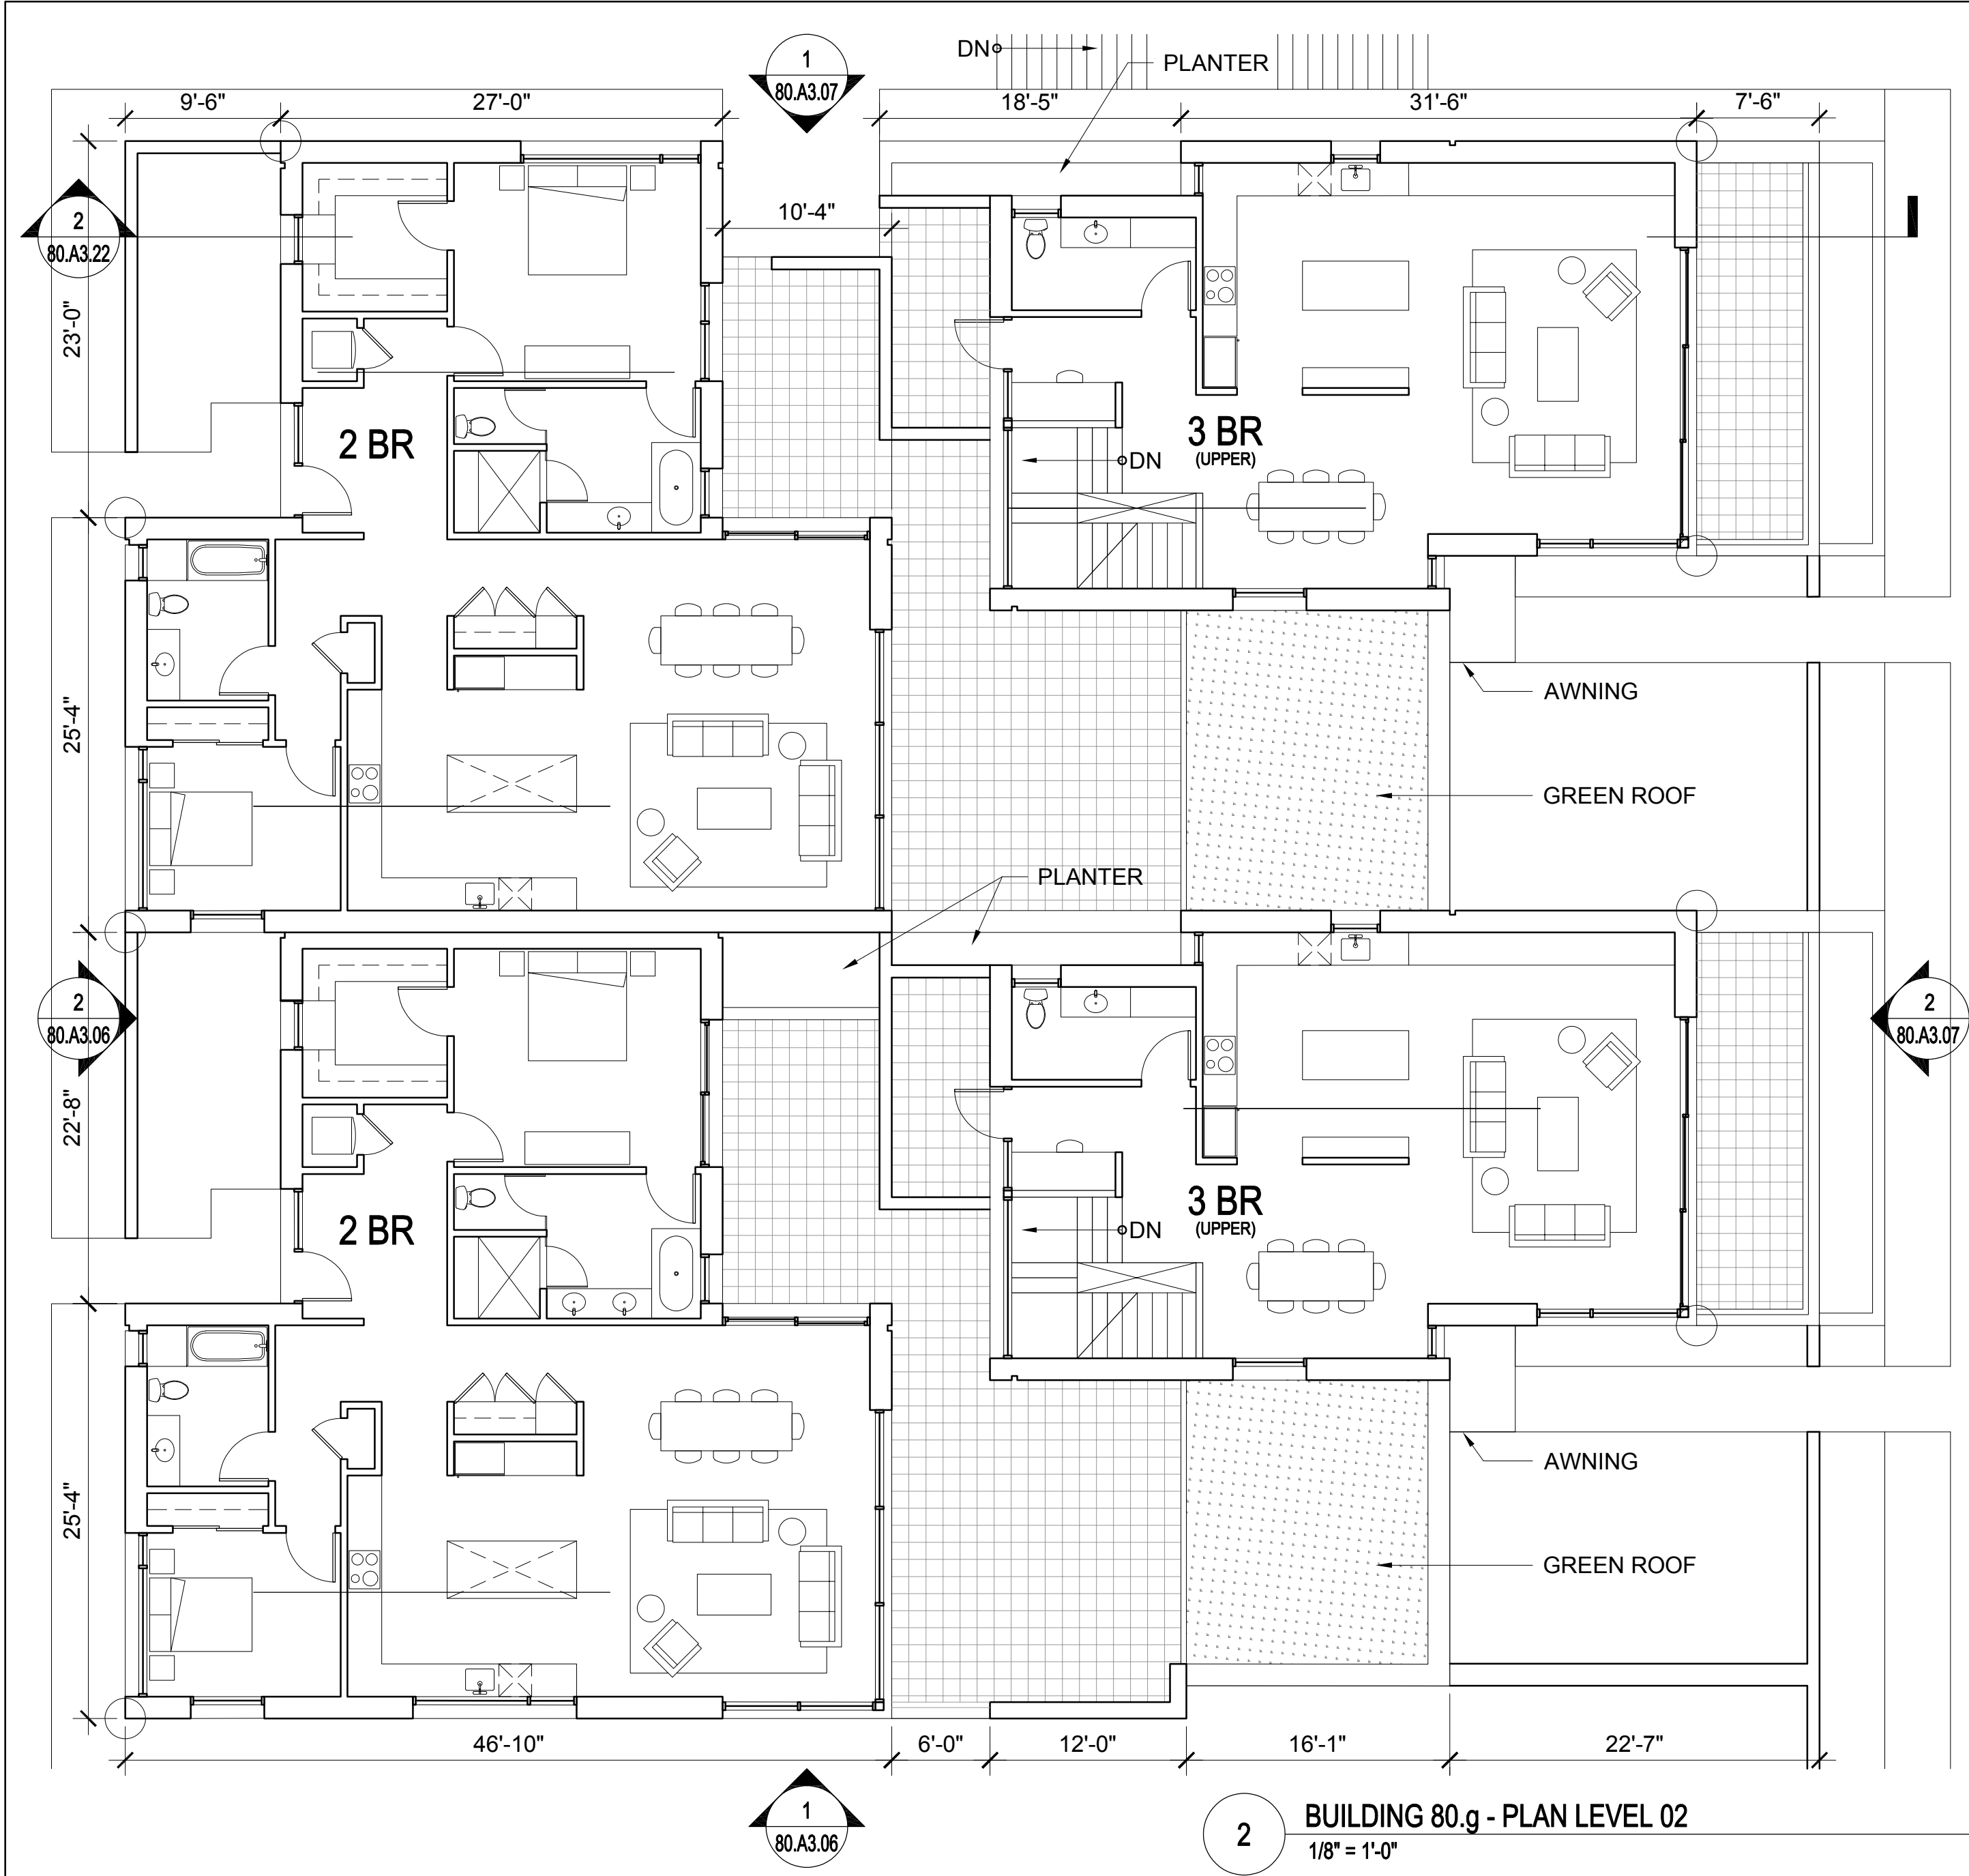 DN
PLANTER
1
80.A3.07
9'-6"
27'-0"
18'-5"
31'-6"
7'-6"
2
80.A3.22
10'-4"
23'-0"
2 BR
3 BR
(UPPER)
DN
25'-4"
AWNING
GREEN ROOF
PLANTER
2
80.A3.06
2
80.A3.07
22'-8"
2 BR
3 BR
(UPPER)
DN
25'-4"
AWNING
GREEN ROOF
46'-10"
6'-0"
12'-0"
16'-1"
22'-7"
1
80.A3.06
2
BUILDING 80.g - PLAN LEVEL 02
1/8" = 1'-0"